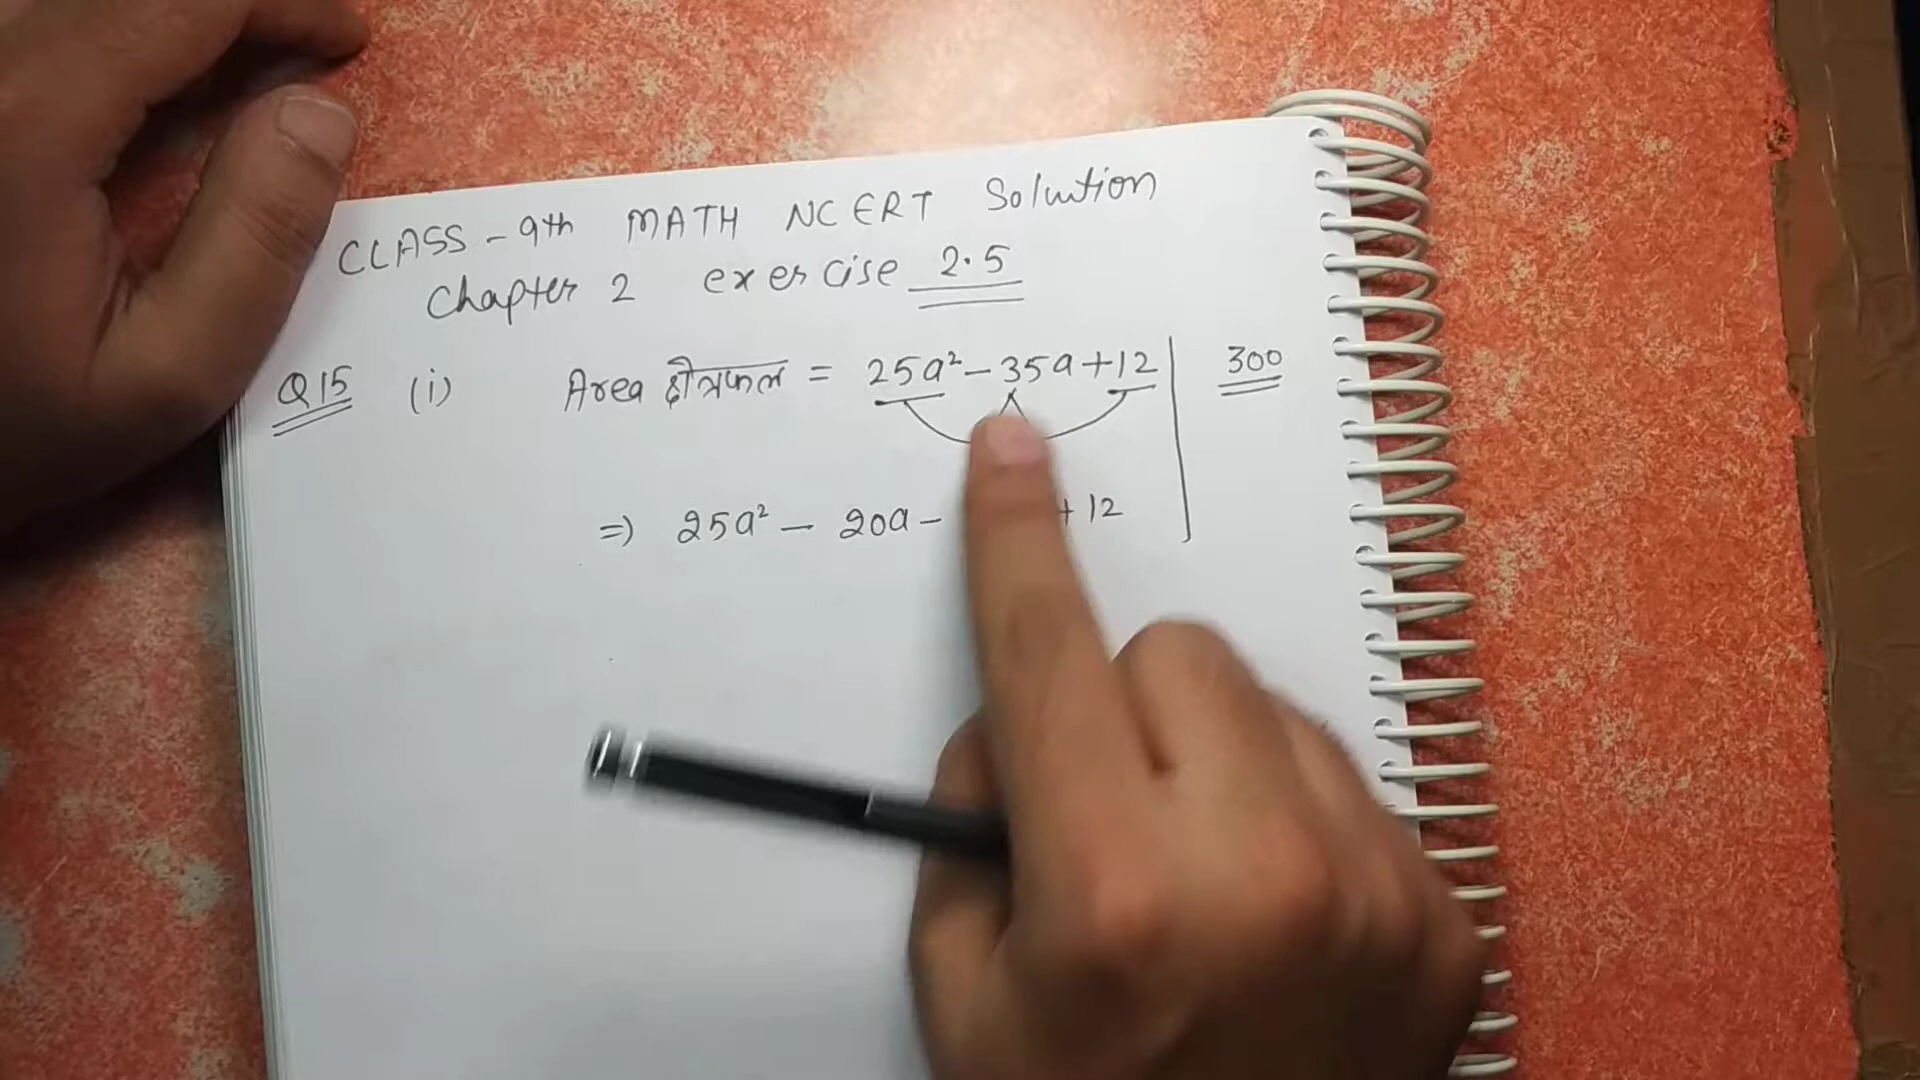 CLASS - 9th MATH NCERT Solution
Chapter 2 exercise 2.5
Q15 (i) Area क्षेत्रफल = 25a² - 35a + 12 | 300
=) 25a² - 20a - + 12